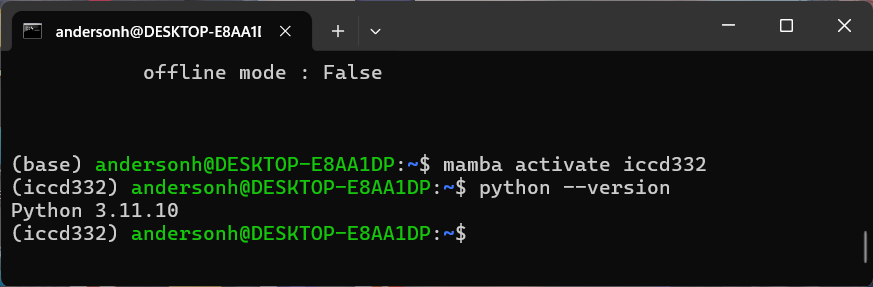 andersonh@DESKTOP-E8AA1
offline mode : False
(base) andersonh@DESKTOP-E8AA1DP:~$ mamba activate iccd332
(iccd332) andersonh@DESKTOP-E8AA1DP:~$ python --version
Python 3.11.10
(iccd332) andersonh@DESKTOP-E8AA1DP:~$